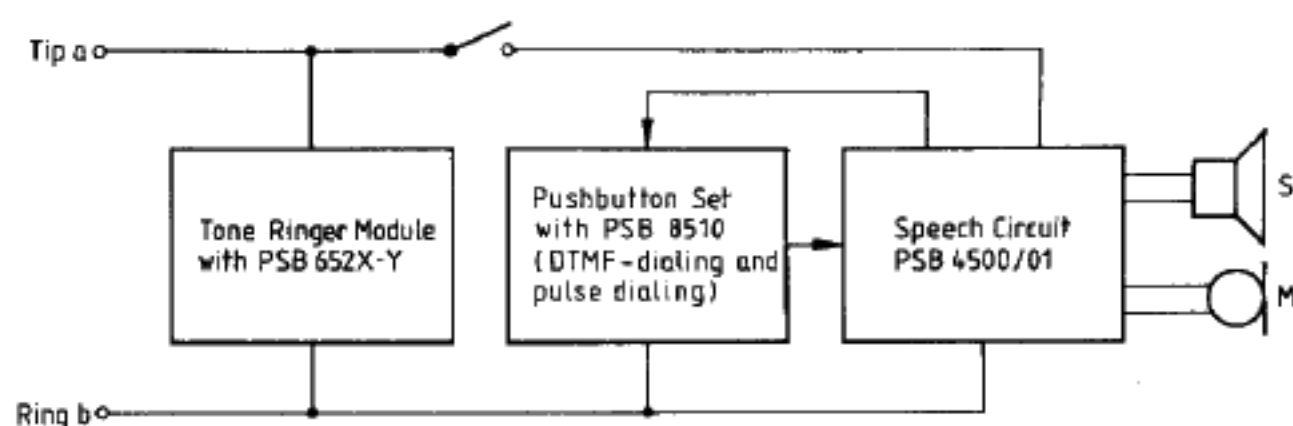 Tip a
Tone Ringer Module
with PSB 652X-Y
Pushbutton Set
with PSB 8510
(DTMF-dialing and
pulse dialing)
Speech Circuit
PSB 4500/01
S
M
Ring b